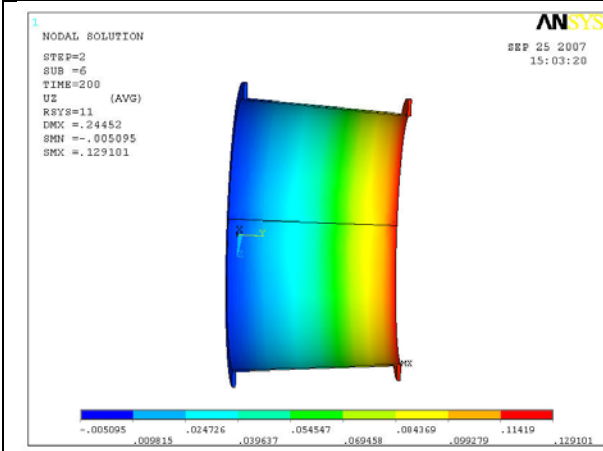 1
ANSYS
NODAL SOLUTION
SEP 25 2007
15:03:20
STEP=2
SUB =6
TIME=200
UZ (AVG)
RSYS=11
DMX =.24452
SMN =-.005095
SMX =.129101
X
Y
Z
MX
-.005095 .024726 .054547 .084369 .11419
.009815 .039637 .069458 .099279 .129101